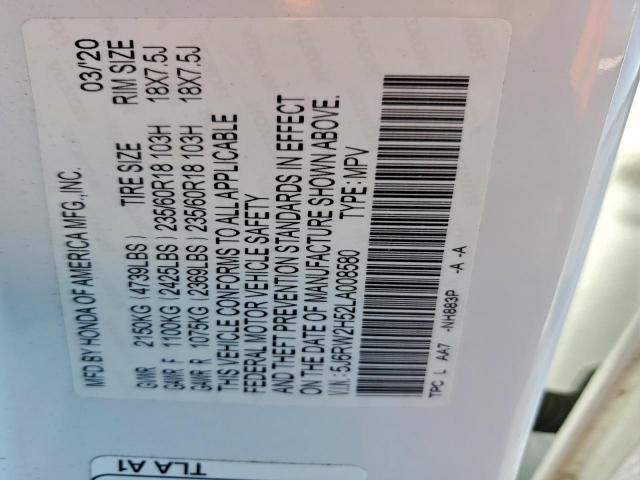 MFD. BY HONDA OF AMERICA MFG., INC. 03/'20
GVWR 2150KG ( 4739LBS ) TIRE SIZE RIM SIZE
GAWR F 1100KG ( 2425LBS ) 235/60R18 103H 18X7.5J
GAWR R 1075KG ( 2369LBS ) 235/60R18 103H 18X7.5J
THIS VEHICLE CONFORMS TO ALL APPLICABLE
FEDERAL MOTOR VEHICLE SAFETY
AND THEFT PREVENTION STANDARDS IN EFFECT
ON THE DATE OF MANUFACTURE SHOWN ABOVE.
V.I.N. : 5J6RW2H52LA008580 TYPE : MPV
TPC L AA7 -NH883P -A -A
TLA A1